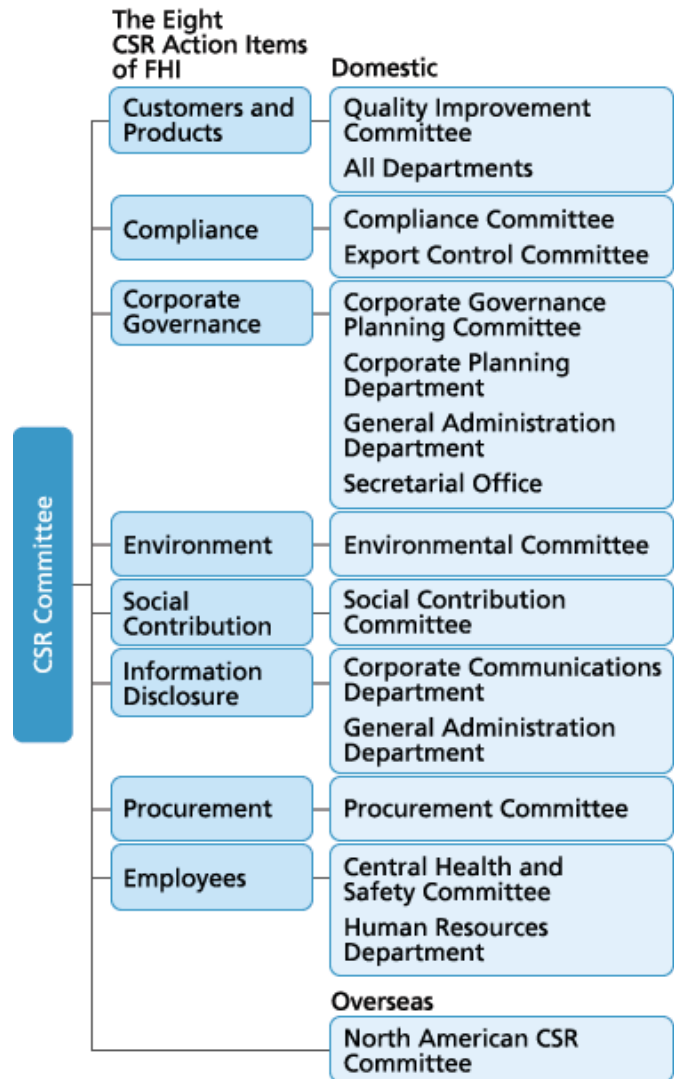 The Eight
CSR Action Items
of FHI
Domestic
CSR Committee
Customers and
Products
Quality Improvement
Committee
All Departments
Compliance
Compliance Committee
Export Control Committee
Corporate
Governance
Corporate Governance
Planning Committee
Corporate Planning
Department
General Administration
Department
Secretarial Office
Environment
Environmental Committee
Social
Contribution
Social Contribution
Committee
Information
Disclosure
Corporate Communications
Department
General Administration
Department
Procurement
Procurement Committee
Employees
Central Health and
Safety Committee
Human Resources
Department
Overseas
North American CSR
Committee